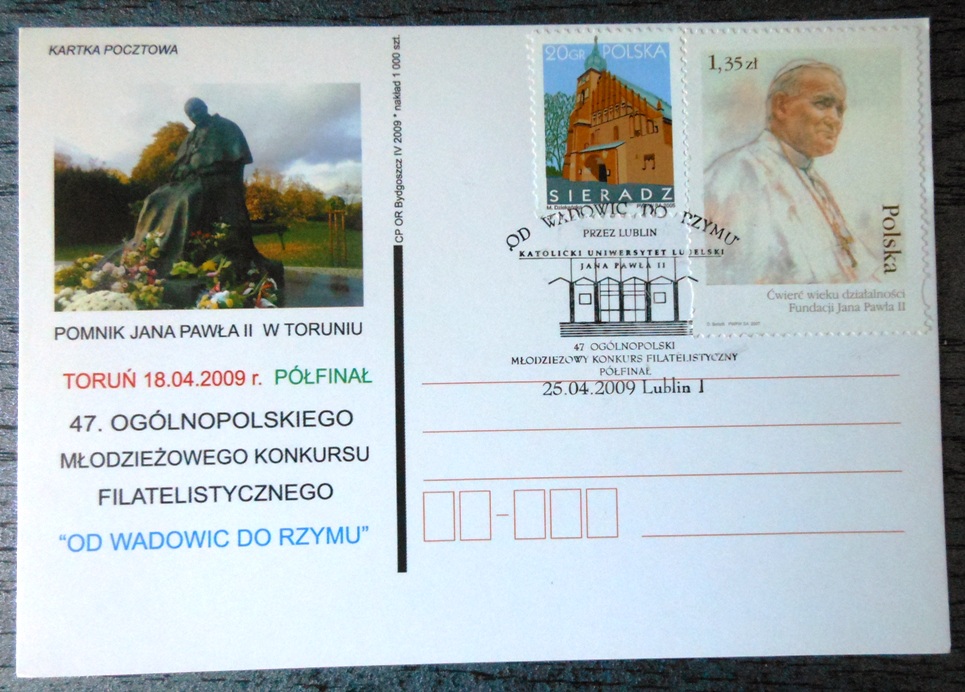 KARTKA POCZTOWA
POMNIK JANA PAWŁA II W TORUNIU
TORUŃ 18.04.2009 r. PÓŁFINAŁ
47. OGÓLNOPOLSKIEGO
MŁODZIEŻOWEGO KONKURSU
FILATELISTYCZNEGO
“OD WADOWIC DO RZYMU”
CP OR Bydgoszcz IV 2009 * nakład 1 000 szt.
20GR POLSKA
SIERADZ
1,35 zł
Polska
Ćwierć wieku działalności
Fundacji Jana Pawła II
OD WADOWIC DO RZYMU
PRZEZ LUBLIN
KATOLICKI UNIWERSYTET LUBELSKI
JANA PAWŁA II
47 OGÓLNOPOLSKI
MŁODZIEŻOWY KONKURS FILATELISTYCZNY
PÓŁFINAŁ
25.04.2009 Lublin 1